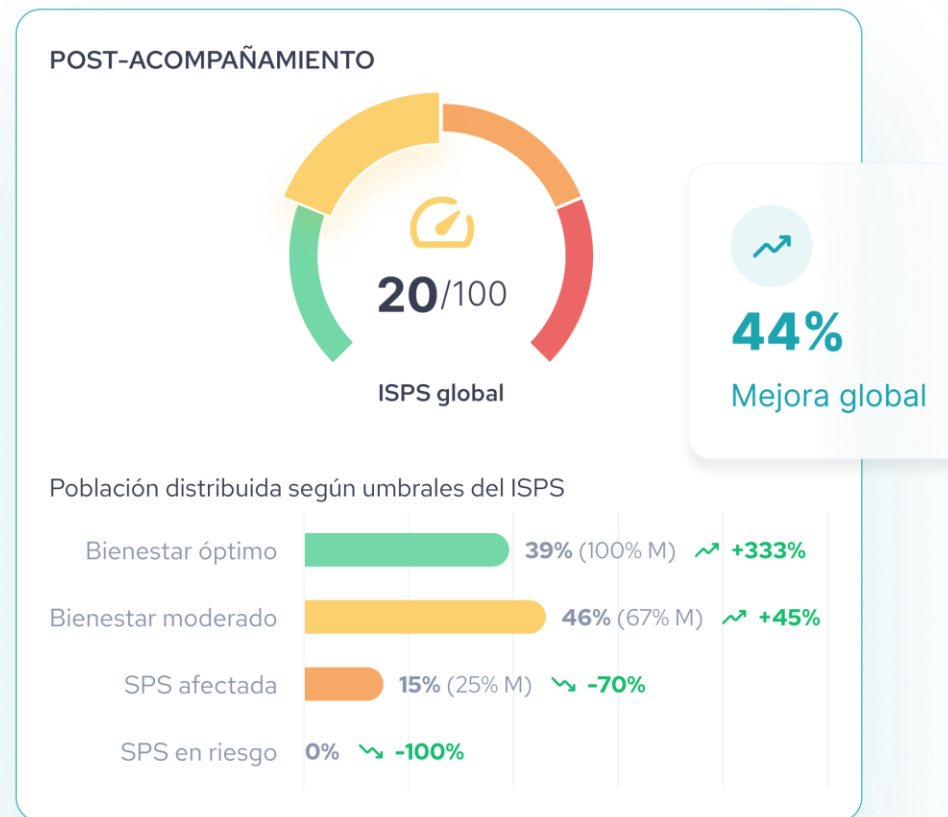 POST-ACOMPAÑAMIENTO
20/100
ISPS global
44%
Mejora global
Población distribuida según umbrales del ISPS
Bienestar óptimo 39% (100% M) +333%
Bienestar moderado 46% (67% M) +45%
SPS afectada 15% (25% M) -70%
SPS en riesgo 0% -100%